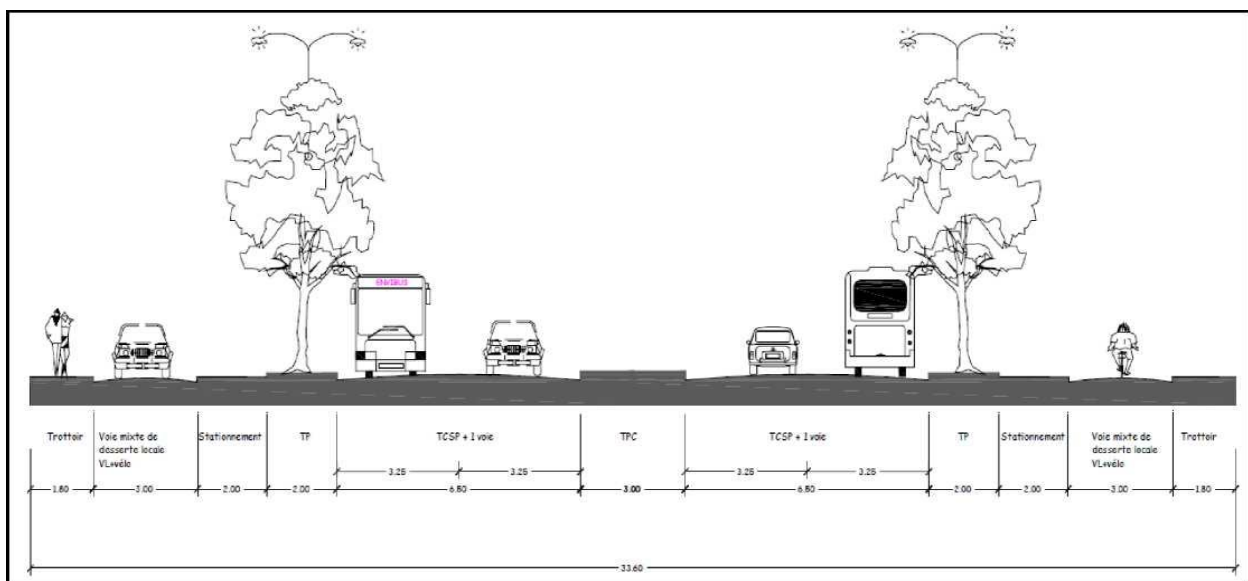 ENVIBUS
Trottoir
Voie mixte de
desserte locale
VL+vélo
Stationnement
TP
TCSP + 1 voie
TPC
TCSP + 1 voie
TP
Stationnement
Voie mixte de
desserte locale
VL+vélo
Trottoir
3.25 3.25 3.25 3.25
1.80 3.00 2.00 2.00 6.50 3.00 6.50 2.00 2.00 3.00 1.80
33.60